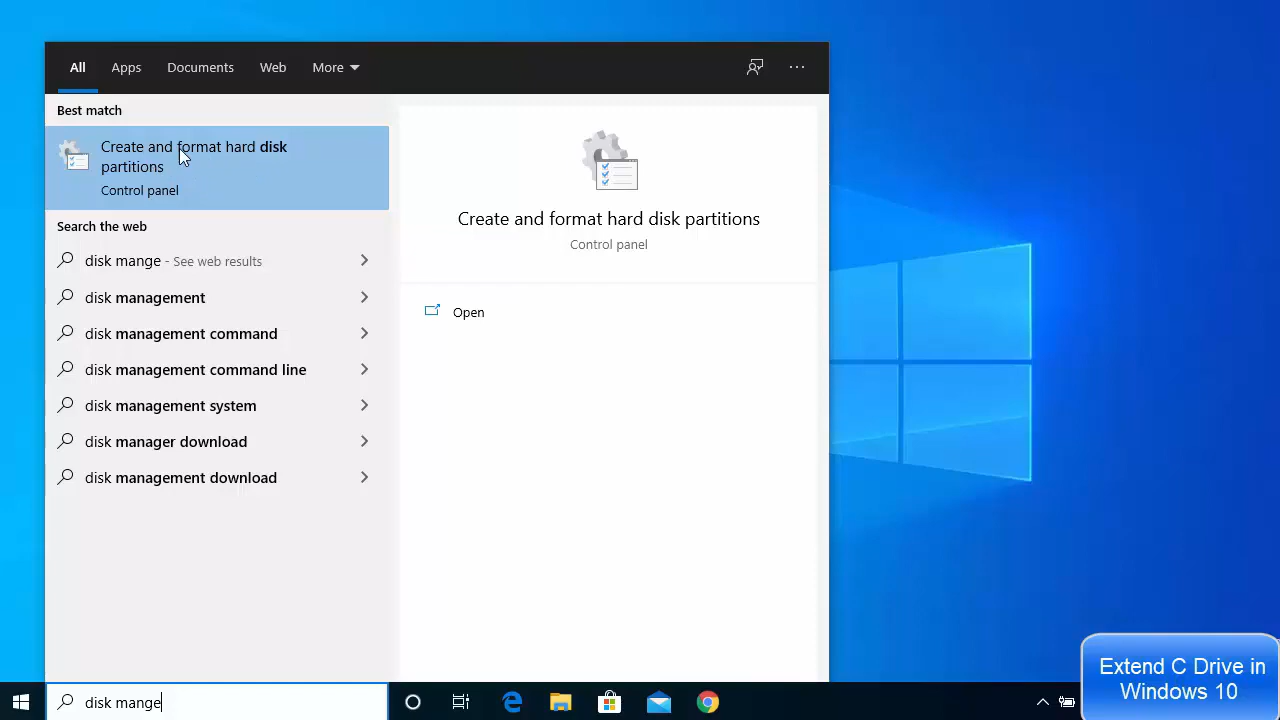 All Apps Documents Web More
Best match
Create and format hard disk
partitions
Control panel
Search the web
disk mange - See web results
disk management
disk management command
disk management command line
disk management system
disk manager download
disk management download
Create and format hard disk partitions
Control panel
Open
disk mange
Extend C Drive in
Windows 10